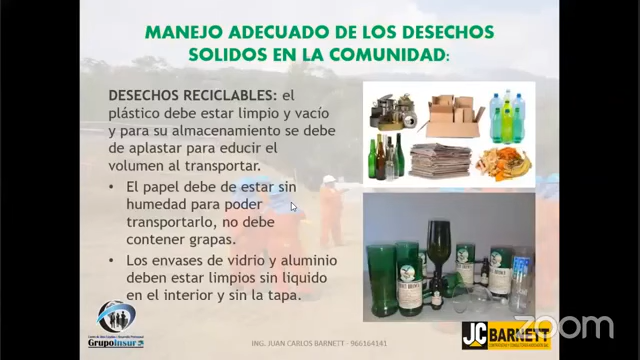 MANEJO ADECUADO DE LOS DESECHOS
SOLIDOS EN LA COMUNIDAD:
DESECHOS RECICLABLES: el
plástico debe estar limpio y vacío
y para su almacenamiento se debe
de aplastar para educir el
volumen al transportar.
• El papel debe de estar sin
humedad para poder
transportarlo, no debe
contener grapas.
• Los envases de vidrio y aluminio
deben estar limpios sin liquido
en el interior y sin la tapa.
GrupoInsur
ING. JUAN CARLOS BARNETT - 966164141
JC BARNETT
zoom